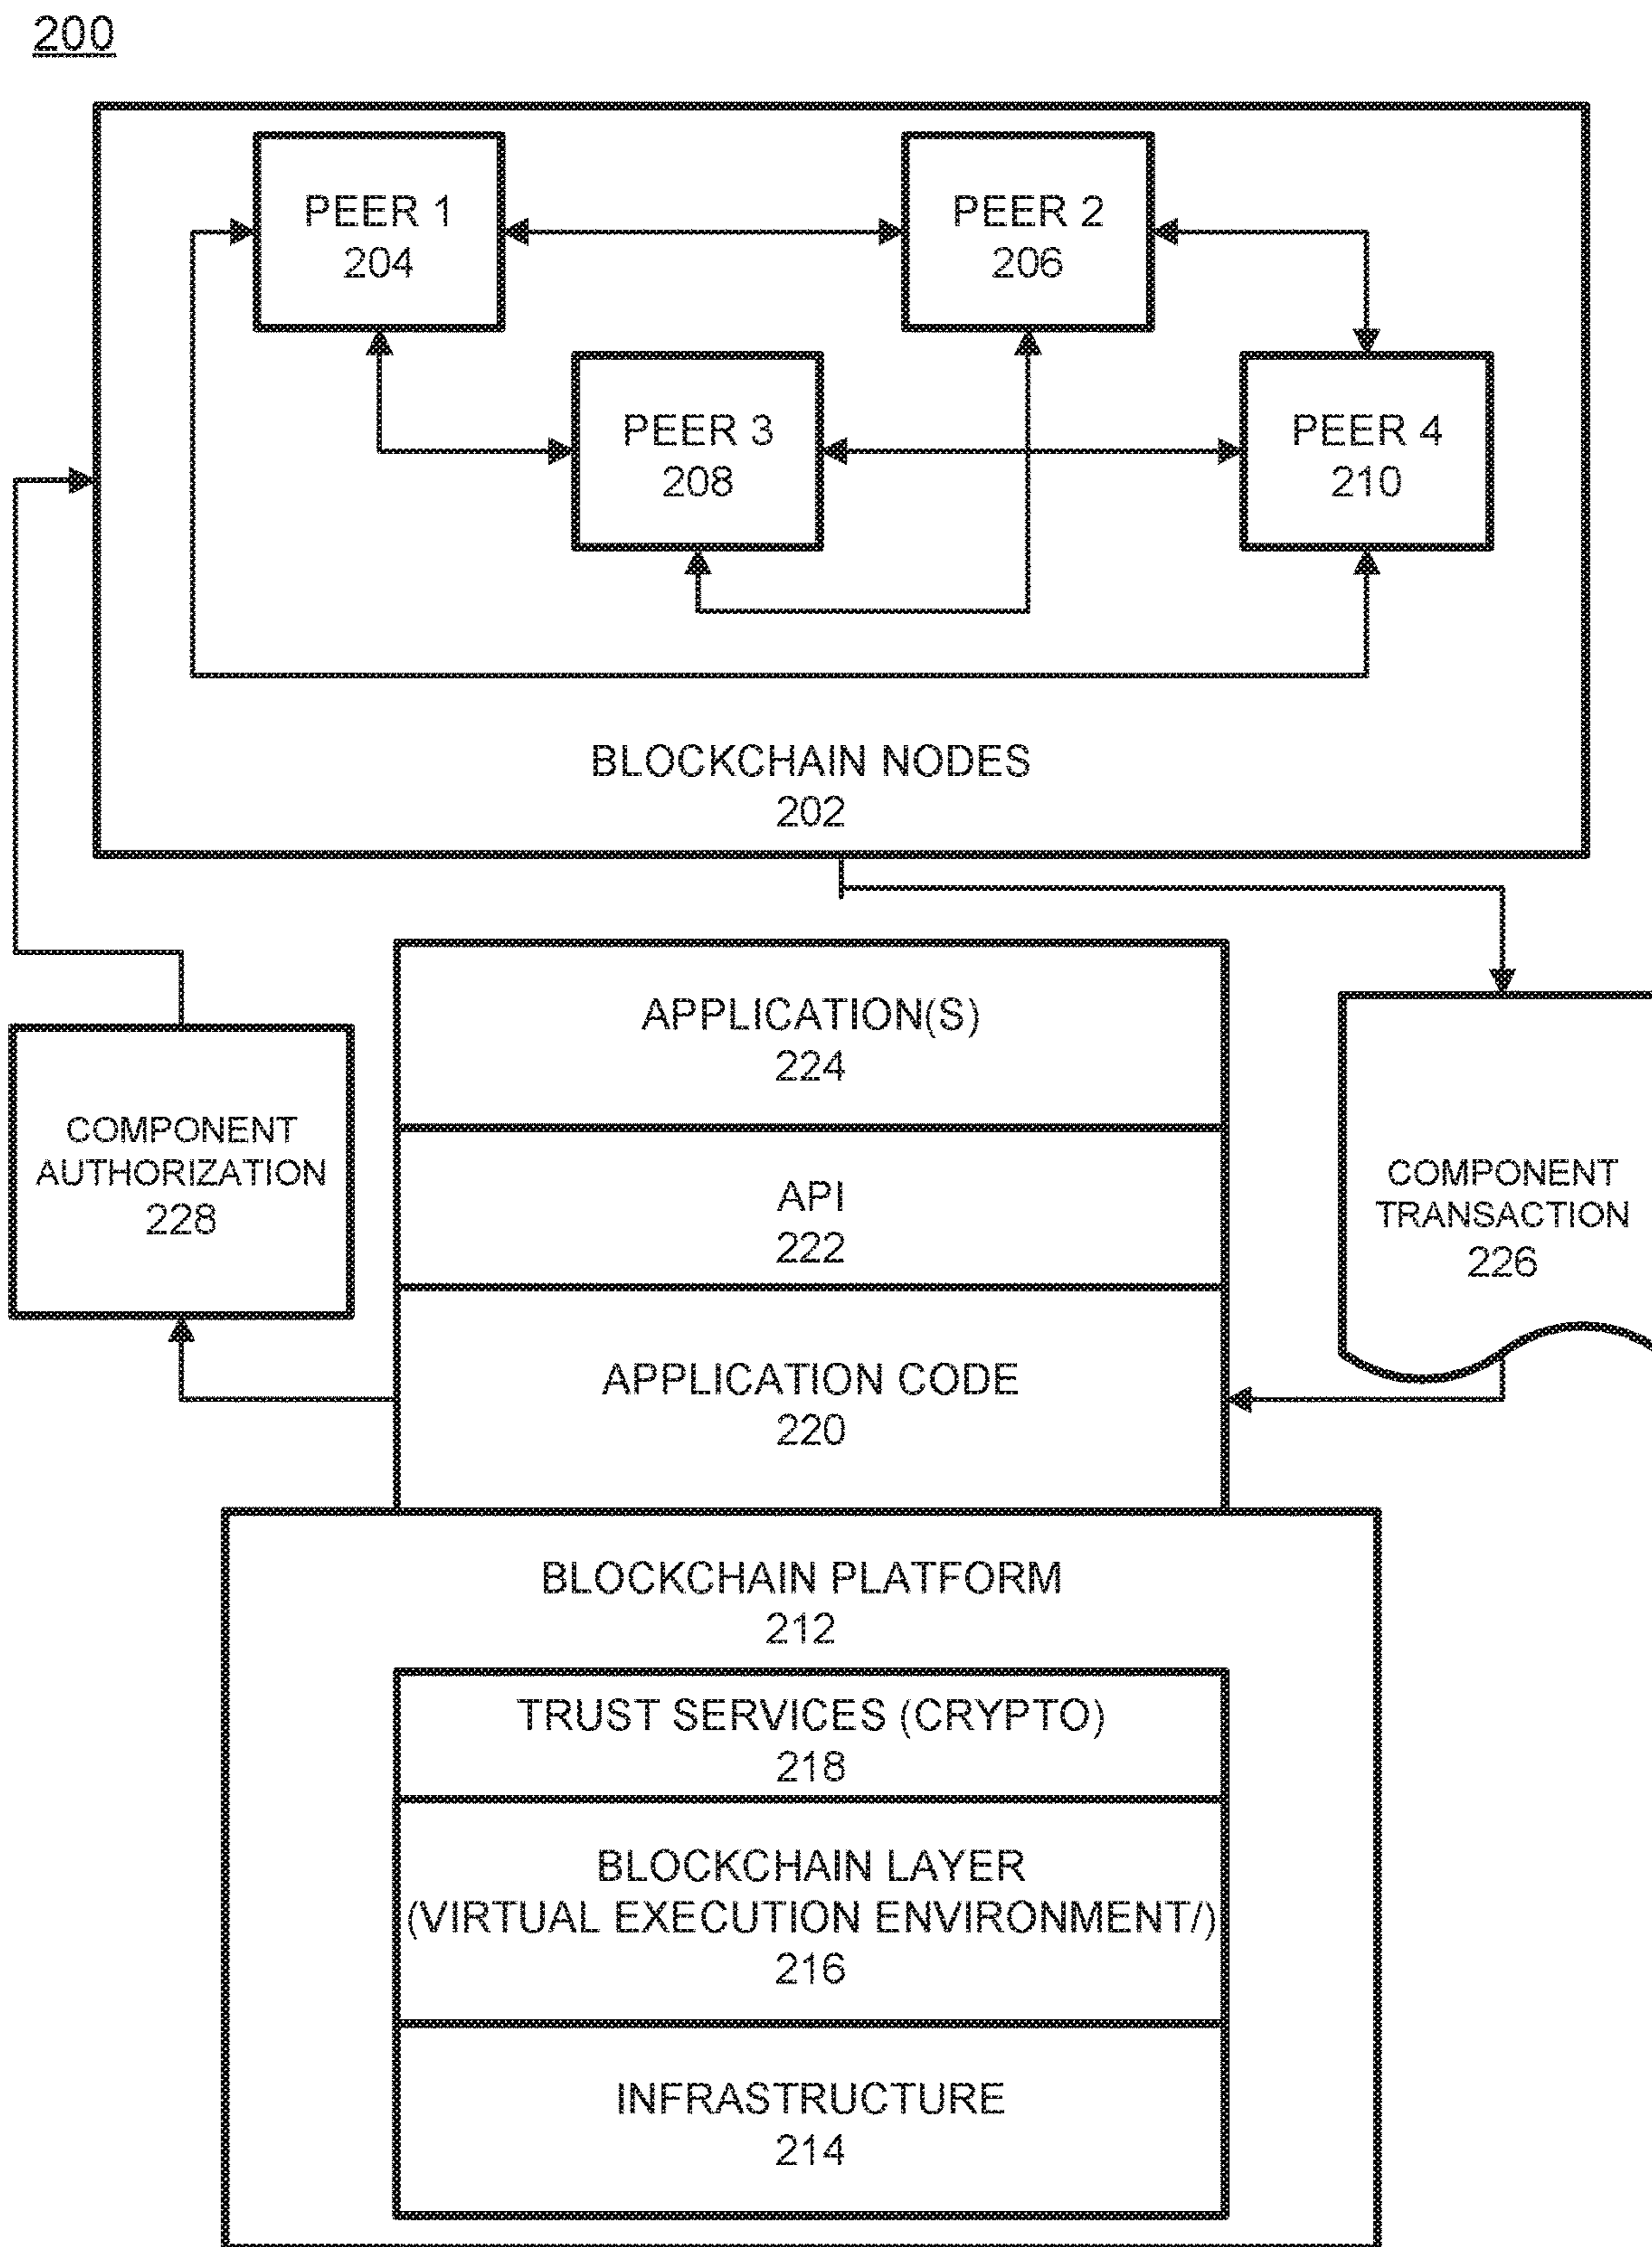 200
PEER 1
204
PEER 2
206
PEER 3
208
PEER 4
210
BLOCKCHAIN NODES
202
APPLICATION(S)
224
COMPONENT
AUTHORIZATION
228
API
222
COMPONENT
TRANSACTION
226
APPLICATION CODE
220
BLOCKCHAIN PLATFORM
212
TRUST SERVICES (CRYPTO)
218
BLOCKCHAIN LAYER
(VIRTUAL EXECUTION ENVIRONMENT/)
216
INFRASTRUCTURE
214